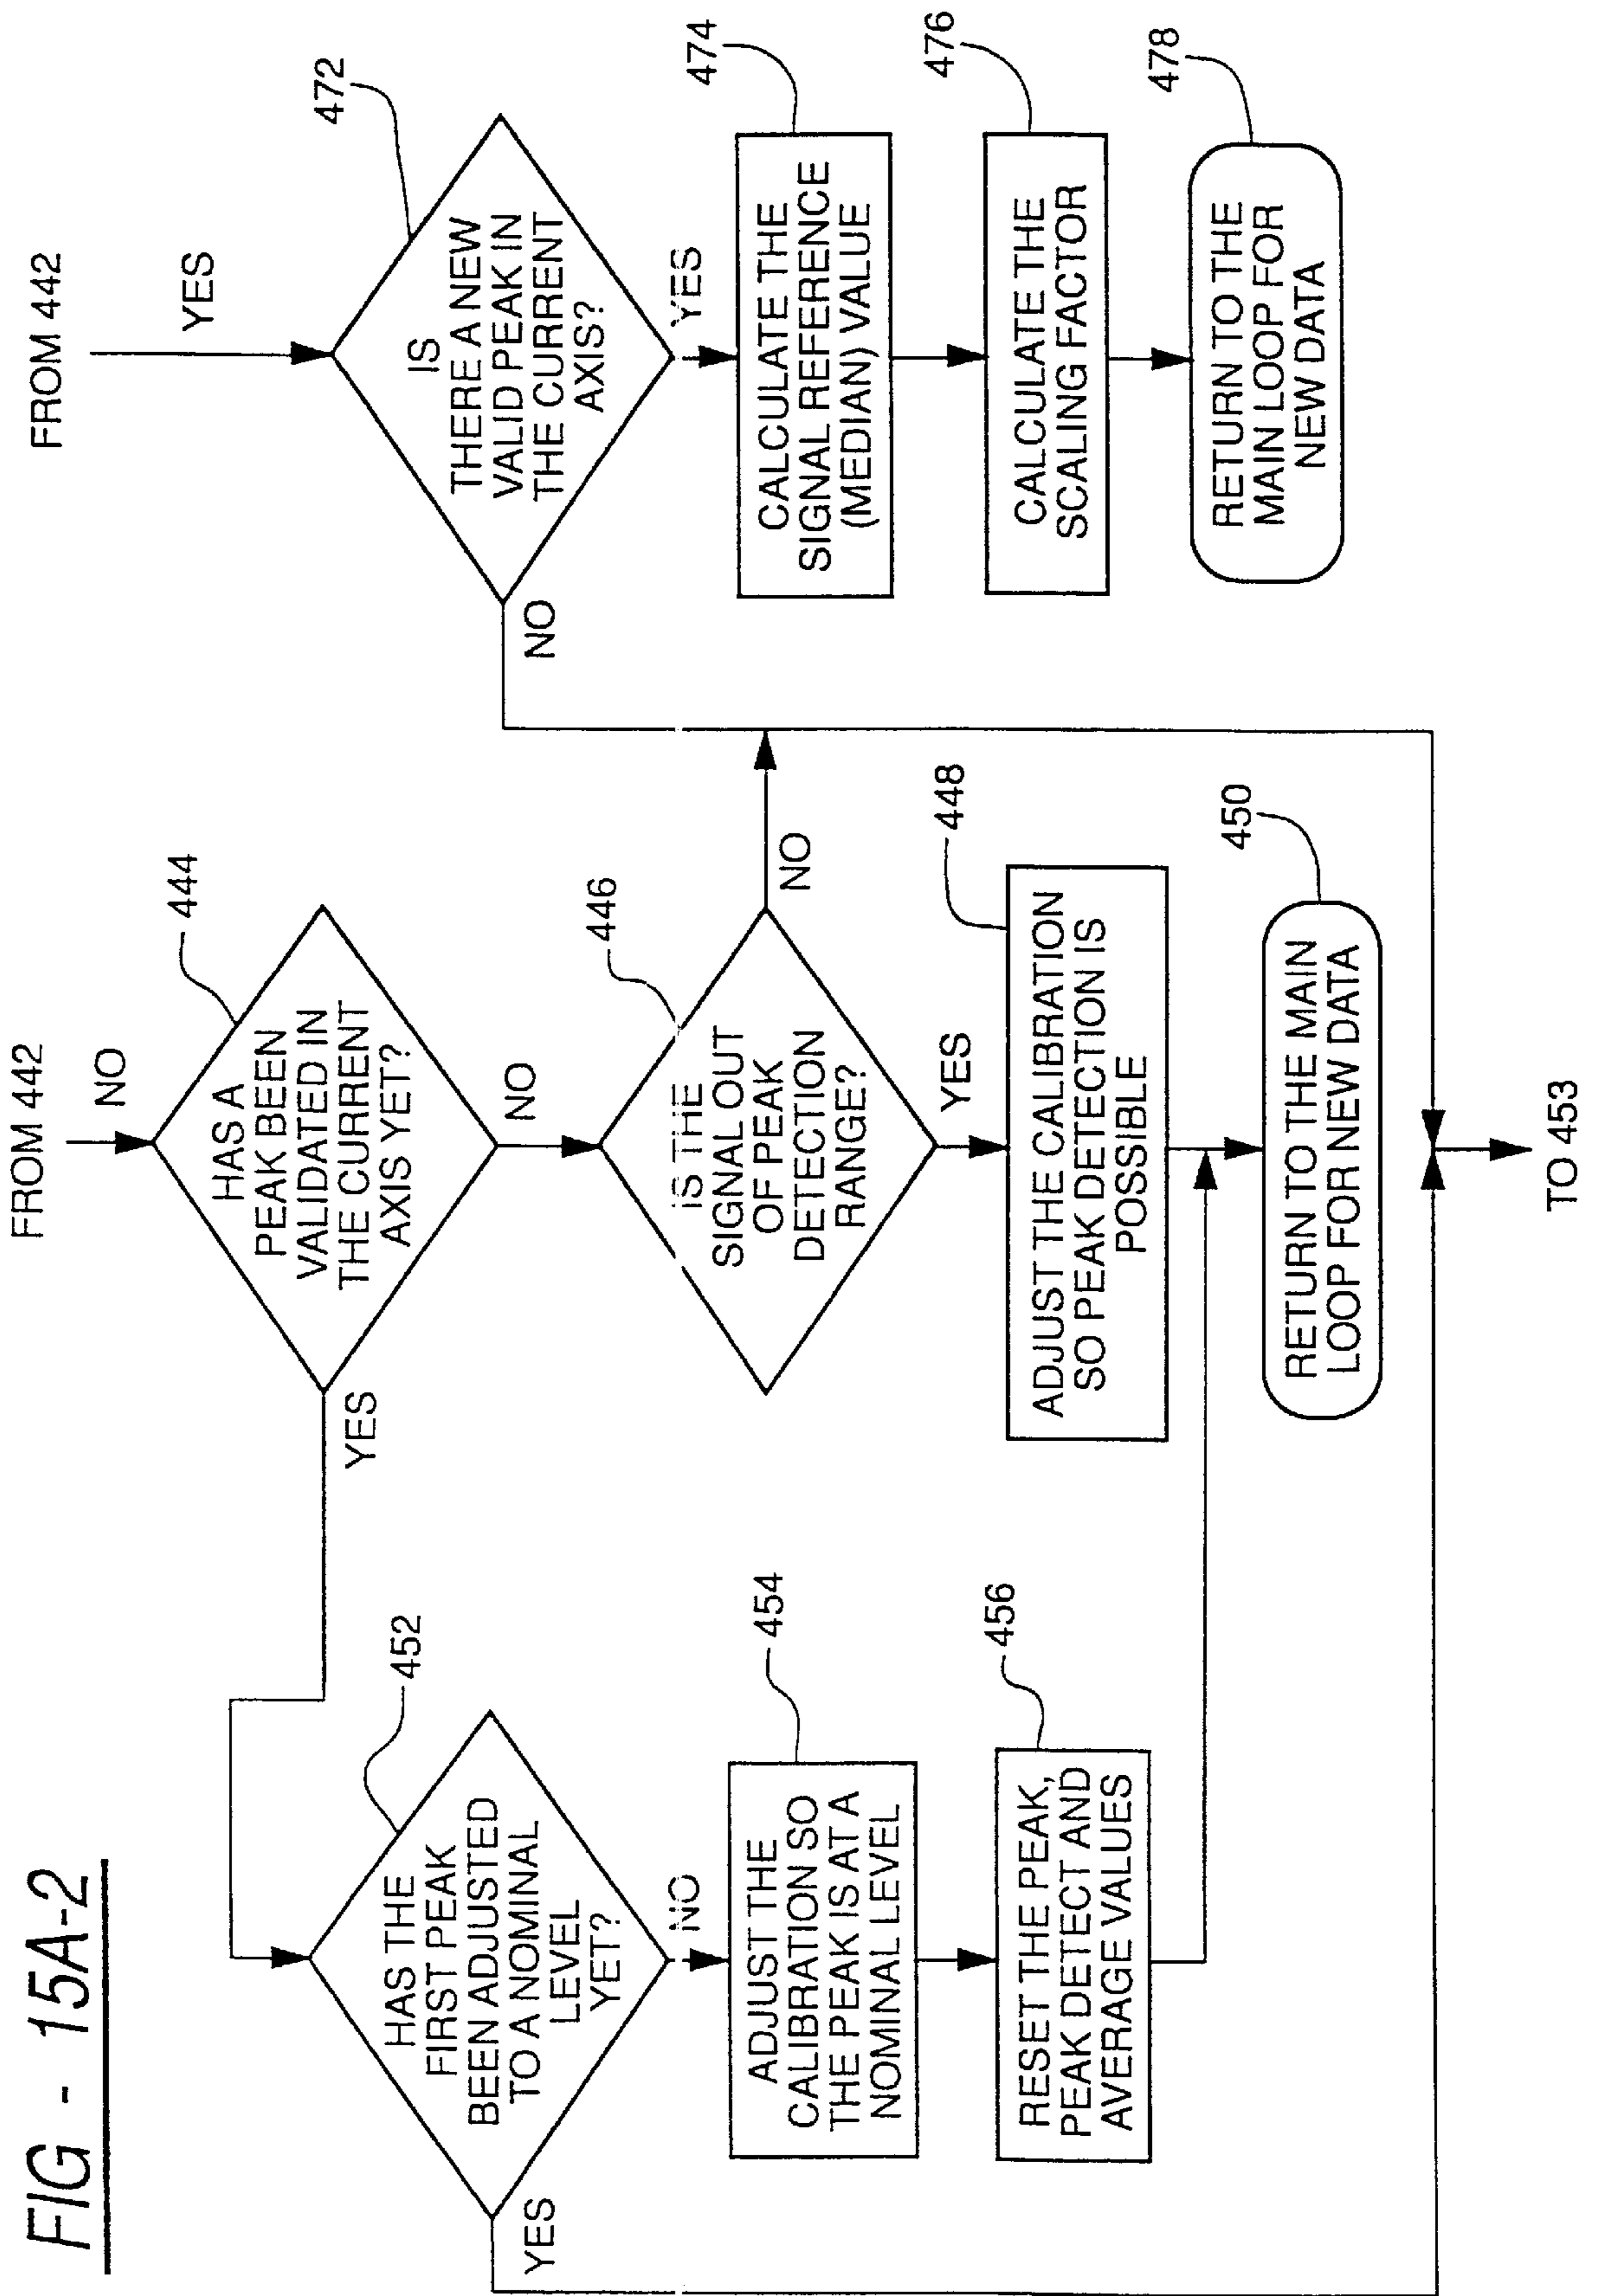 FIG - 15A-2
FROM 442
NO
444
HAS A
PEAK BEEN
VALIDATED IN
THE CURRENT
AXIS YET?
YES
NO
452
HAS THE
FIRST PEAK
BEEN ADJUSTED
TO A NOMINAL
LEVEL
YET?
YES
NO
454
ADJUST THE
CALIBRATION SO
THE PEAK IS AT A
NOMINAL LEVEL
456
RESET THE PEAK,
PEAK DETECT AND
AVERAGE VALUES
446
IS THE
SIGNAL OUT
OF PEAK
DETECTION
RANGE?
NO
YES
448
ADJUST THE CALIBRATION
SO PEAK DETECTION IS
POSSIBLE
450
RETURN TO THE MAIN
LOOP FOR NEW DATA
TO 453
FROM 442
YES
472
IS
THERE A NEW
VALID PEAK IN
THE CURRENT
AXIS?
NO
YES
474
CALCULATE THE
SIGNAL REFERENCE
(MEDIAN) VALUE
476
CALCULATE THE
SCALING FACTOR
478
RETURN TO THE
MAIN LOOP FOR
NEW DATA